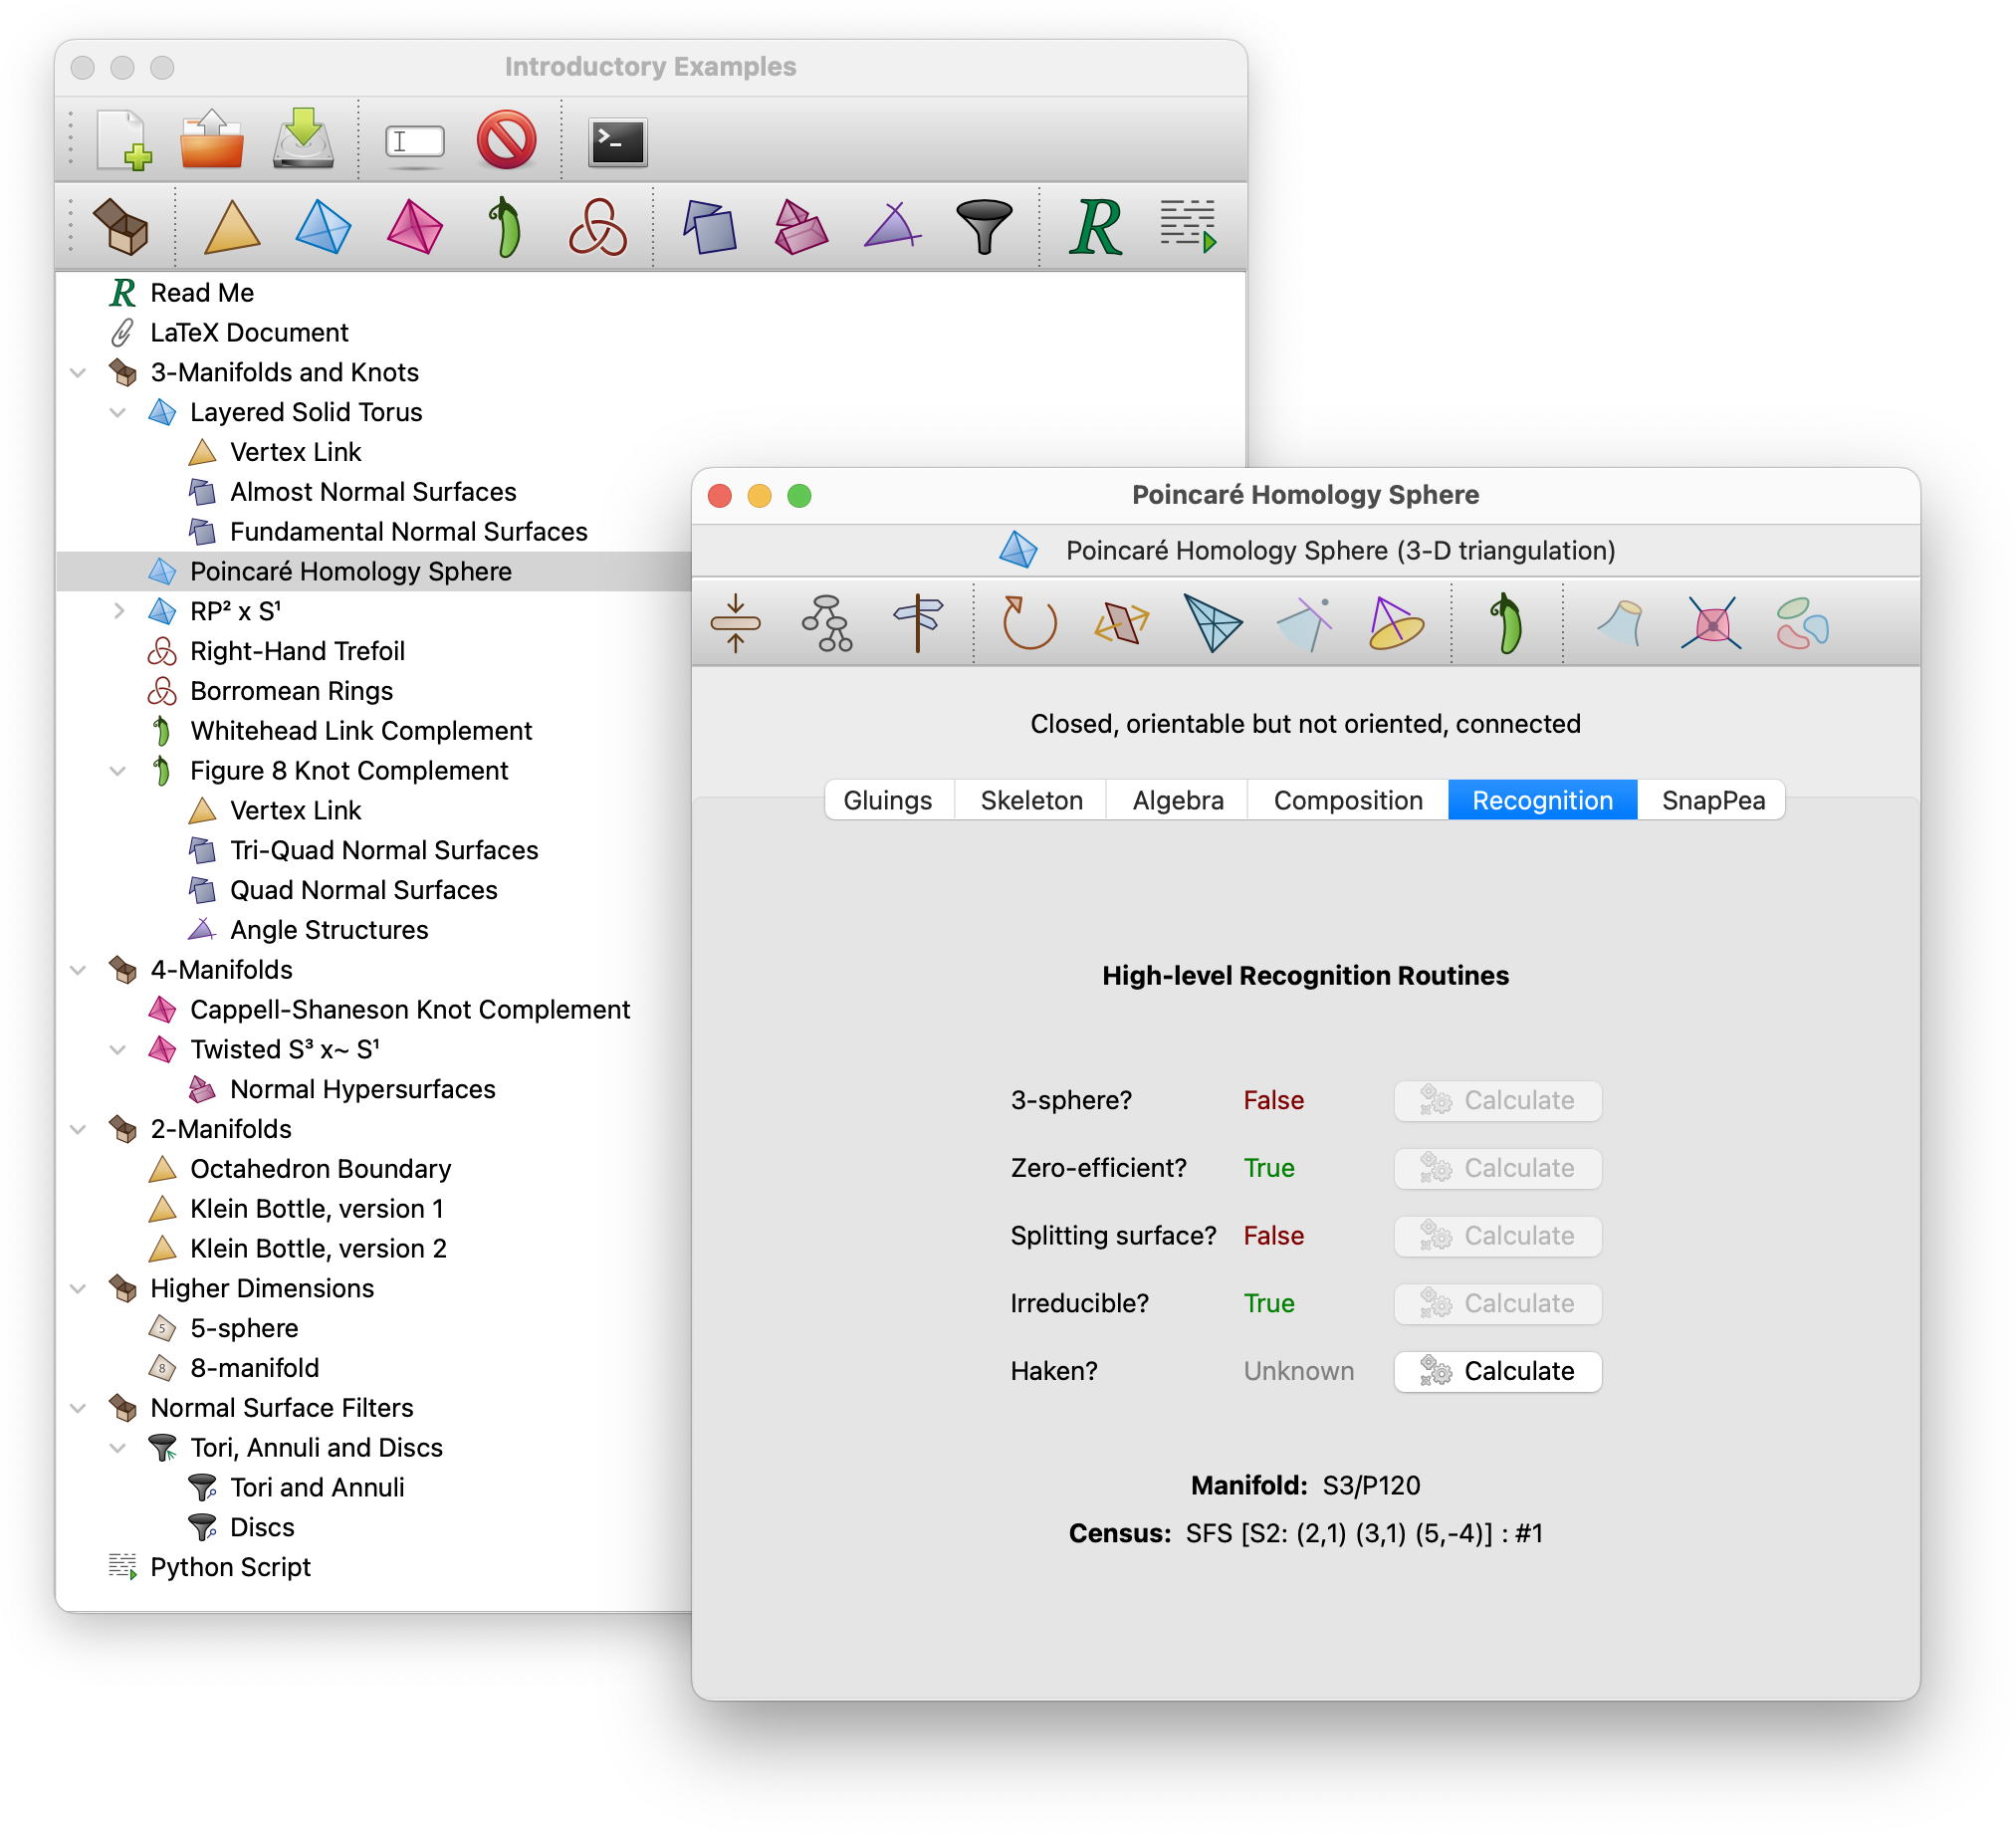 Introductory Examples
Read Me
LaTeX Document
3-Manifolds and Knots
Layered Solid Torus
Vertex Link
Almost Normal Surfaces
Fundamental Normal Surfaces
Poincaré Homology Sphere
RP² x S¹
Right-Hand Trefoil
Borromean Rings
Whitehead Link Complement
Figure 8 Knot Complement
Vertex Link
Tri-Quad Normal Surfaces
Quad Normal Surfaces
Angle Structures
4-Manifolds
Cappell-Shaneson Knot Complement
Twisted S³ x~ S¹
Normal Hypersurfaces
2-Manifolds
Octahedron Boundary
Klein Bottle, version 1
Klein Bottle, version 2
Higher Dimensions
5 5-sphere
8 8-manifold
Normal Surface Filters
Tori, Annuli and Discs
Tori and Annuli
Discs
Python Script
Poincaré Homology Sphere
Poincaré Homology Sphere (3-D triangulation)
Closed, orientable but not oriented, connected
Gluings Skeleton Algebra Composition Recognition SnapPea
High-level Recognition Routines
3-sphere? False Calculate
Zero-efficient? True Calculate
Splitting surface? False Calculate
Irreducible? True Calculate
Haken? Unknown Calculate
Manifold: S3/P120
Census: SFS [S2: (2,1) (3,1) (5,-4)] : #1